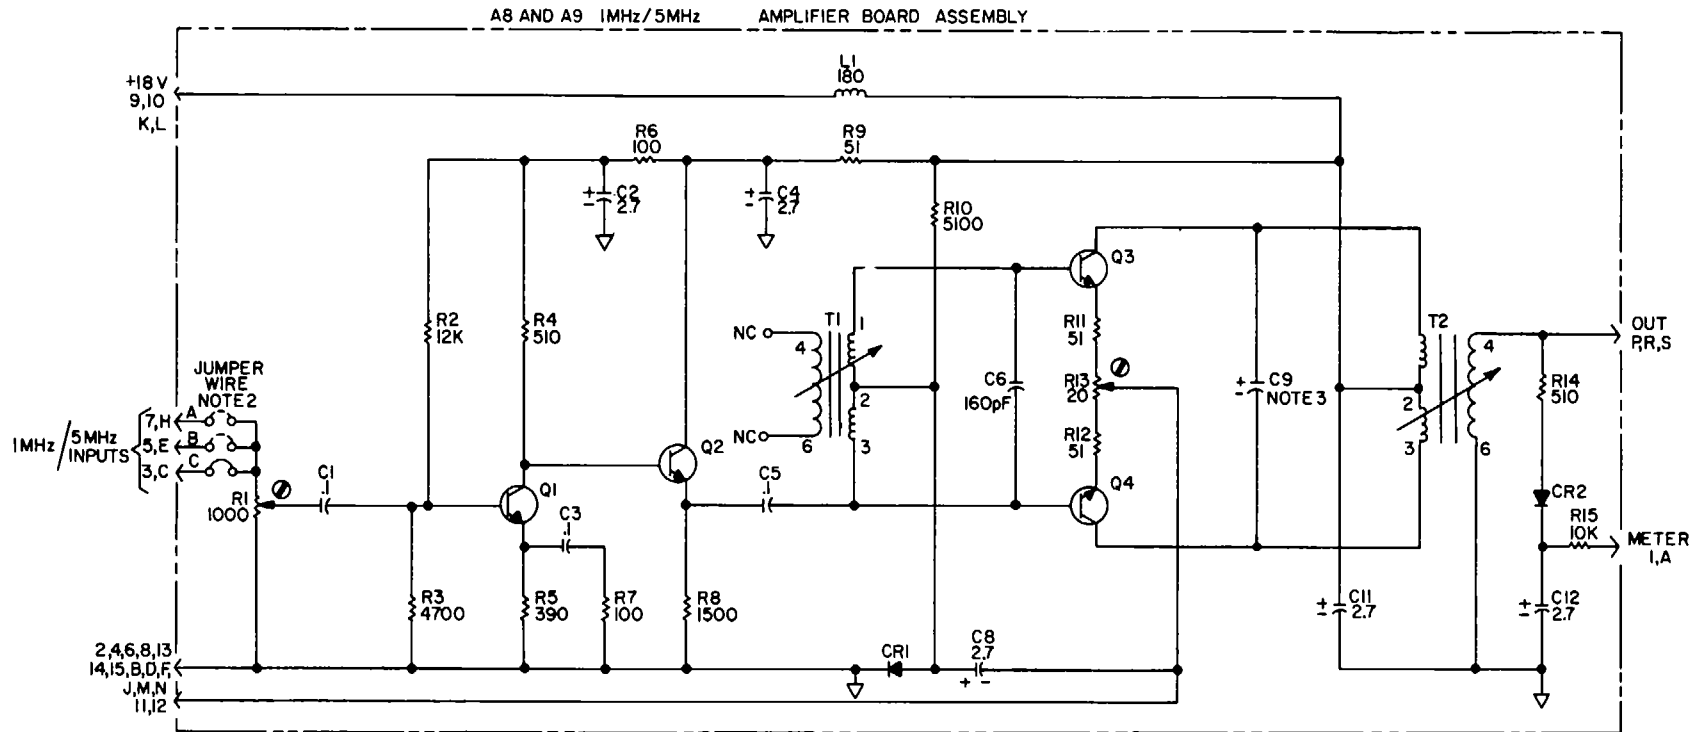 A8 AND A9 1MHz/5MHz AMPLIFIER BOARD ASSEMBLY
+18V
9,10
K,L
L1
180
R6
100
R9
51
+
-
C2
2.7
+
-
C4
2.7
R10
5100
Q3
R2
12K
R4
510
NC
4
T1
1
R11
51
T2
4
OUT
P,R,S
JUMPER
WIRE
NOTE 2
C6
160pF
R13
20
+
-
C9
NOTE 3
R14
510
2
2
7,H
A
1MHz/5MHz
INPUTS
5,E
B
3,C
C
NC
6
3
R12
51
3
6
R1
1000
C1
.1
Q1
Q2
C5
.1
Q4
CR2
R15
10K
C3
.1
METER
1,A
R3
4700
R5
390
R7
100
R8
1500
+
-
C11
2.7
+
-
C12
2.7
2,4,6,8,13
14,15,B,D,F,
J,M,N
11,12
CR1
C8
2.7
+ -